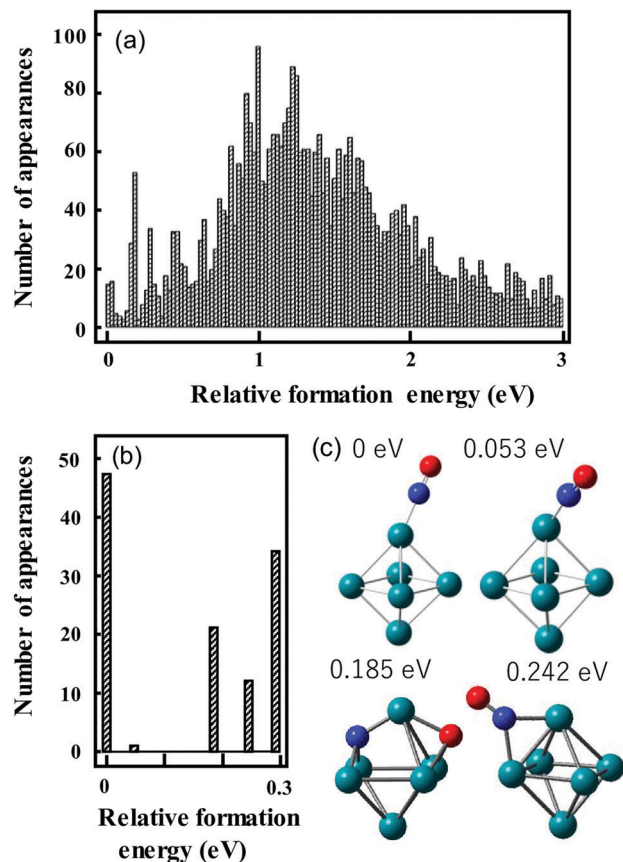 (a)
Number of appearances
100
80
60
40
20
0
0 1 2 3
Relative formation energy (eV)
(b)
Number of appearances
50
40
30
20
10
0
0 0.3
Relative formation
energy (eV)
(c) 0 eV 0.053 eV
0.185 eV 0.242 eV